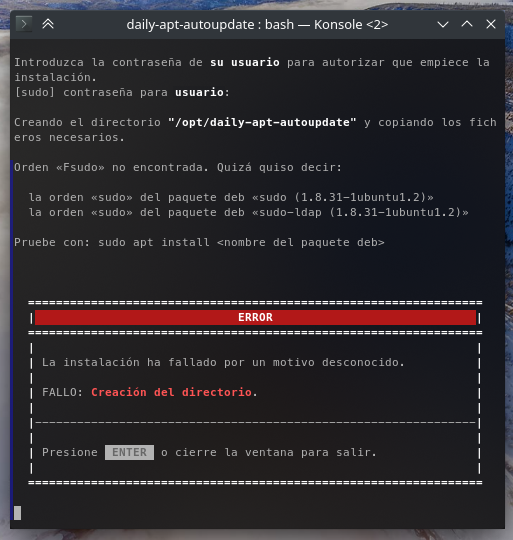 daily-apt-autoupdate : bash — Konsole <2>
Introduzca la contraseña de su usuario para autorizar que empiece la
instalación.
[sudo] contraseña para usuario:
Creando el directorio "/opt/daily-apt-autoupdate" y copiando los fich
eros necesarios.
Orden «Fsudo» no encontrada. Quizá quiso decir:
la orden «sudo» del paquete deb «sudo (1.8.31-1ubuntu1.2)»
la orden «sudo» del paquete deb «sudo-ldap (1.8.31-1ubuntu1.2)»
Pruebe con: sudo apt install <nombre del paquete deb>
ERROR
La instalación ha fallado por un motivo desconocido.
FALLO: Creación del directorio.
Presione ENTER o cierre la ventana para salir.